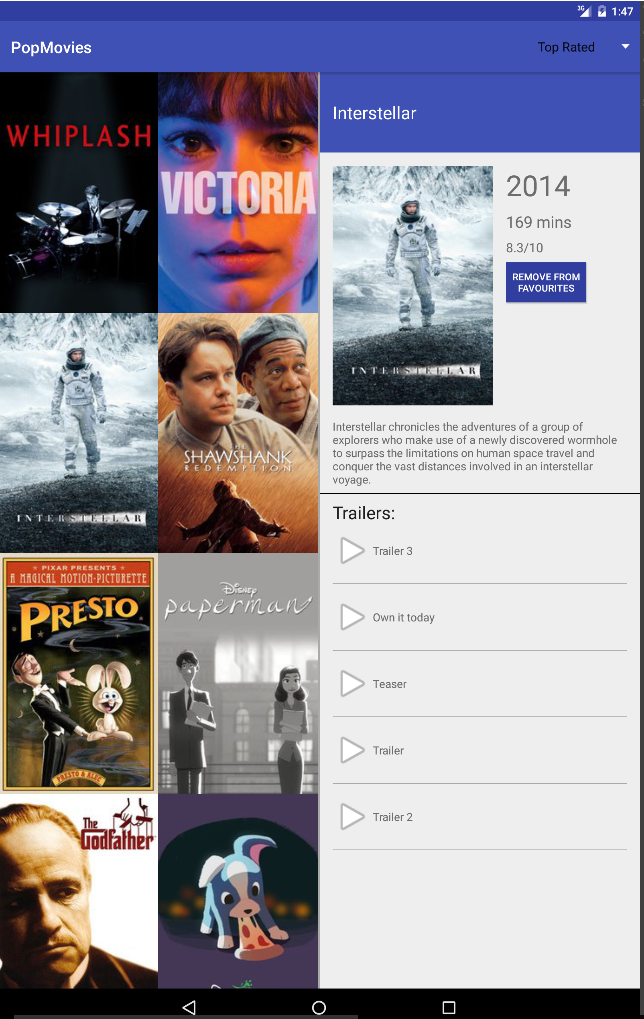 3G
1:47
PopMovies
Top Rated
WHIPLASH
VICTORIA
INTERSTELLAR
THE
SHAWSHANK
REDEMPTION
PIXAR PRESENTS
A MAGICAL MOTION-PICTURETTE
PRESTO
PRESTO & ALEC
Disney
paperman
The
Godfather
Interstellar
INTERSTELLAR
2014
169 mins
8.3/10
REMOVE FROM
FAVOURITES
Interstellar chronicles the adventures of a group of
explorers who make use of a newly discovered wormhole
to surpass the limitations on human space travel and
conquer the vast distances involved in an interstellar
voyage.
Trailers:
Trailer 3
Own it today
Teaser
Trailer
Trailer 2